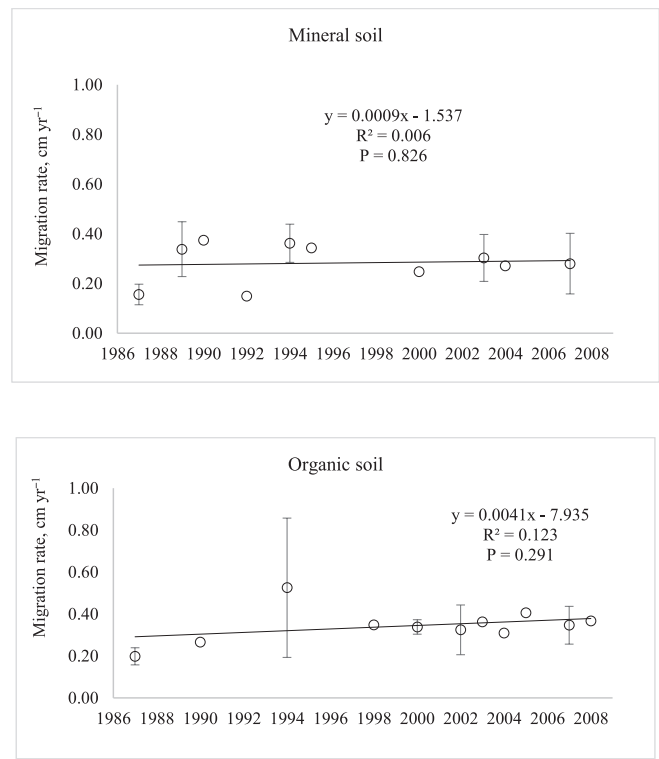 Mineral soil
Migration rate, cm yr⁻¹
1.00
0.80
0.60
0.40
0.20
0.00
y = 0.0009x - 1.537
R² = 0.006
P = 0.826
1986 1988 1990 1992 1994 1996 1998 2000 2002 2004 2006 2008
Organic soil
Migration rate, cm yr⁻¹
1.00
0.80
0.60
0.40
0.20
0.00
y = 0.0041x - 7.935
R² = 0.123
P = 0.291
1986 1988 1990 1992 1994 1996 1998 2000 2002 2004 2006 2008